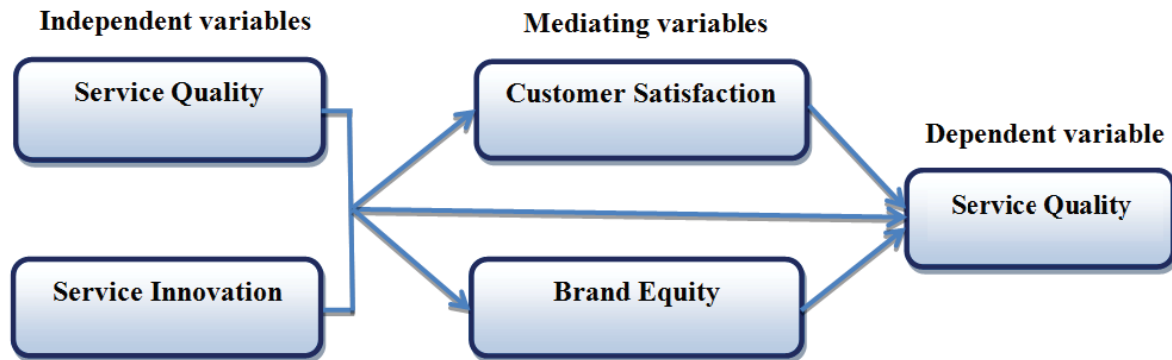 Independent variables
Mediating variables
Service Quality
Customer Satisfaction
Dependent variable
Service Quality
Service Innovation
Brand Equity